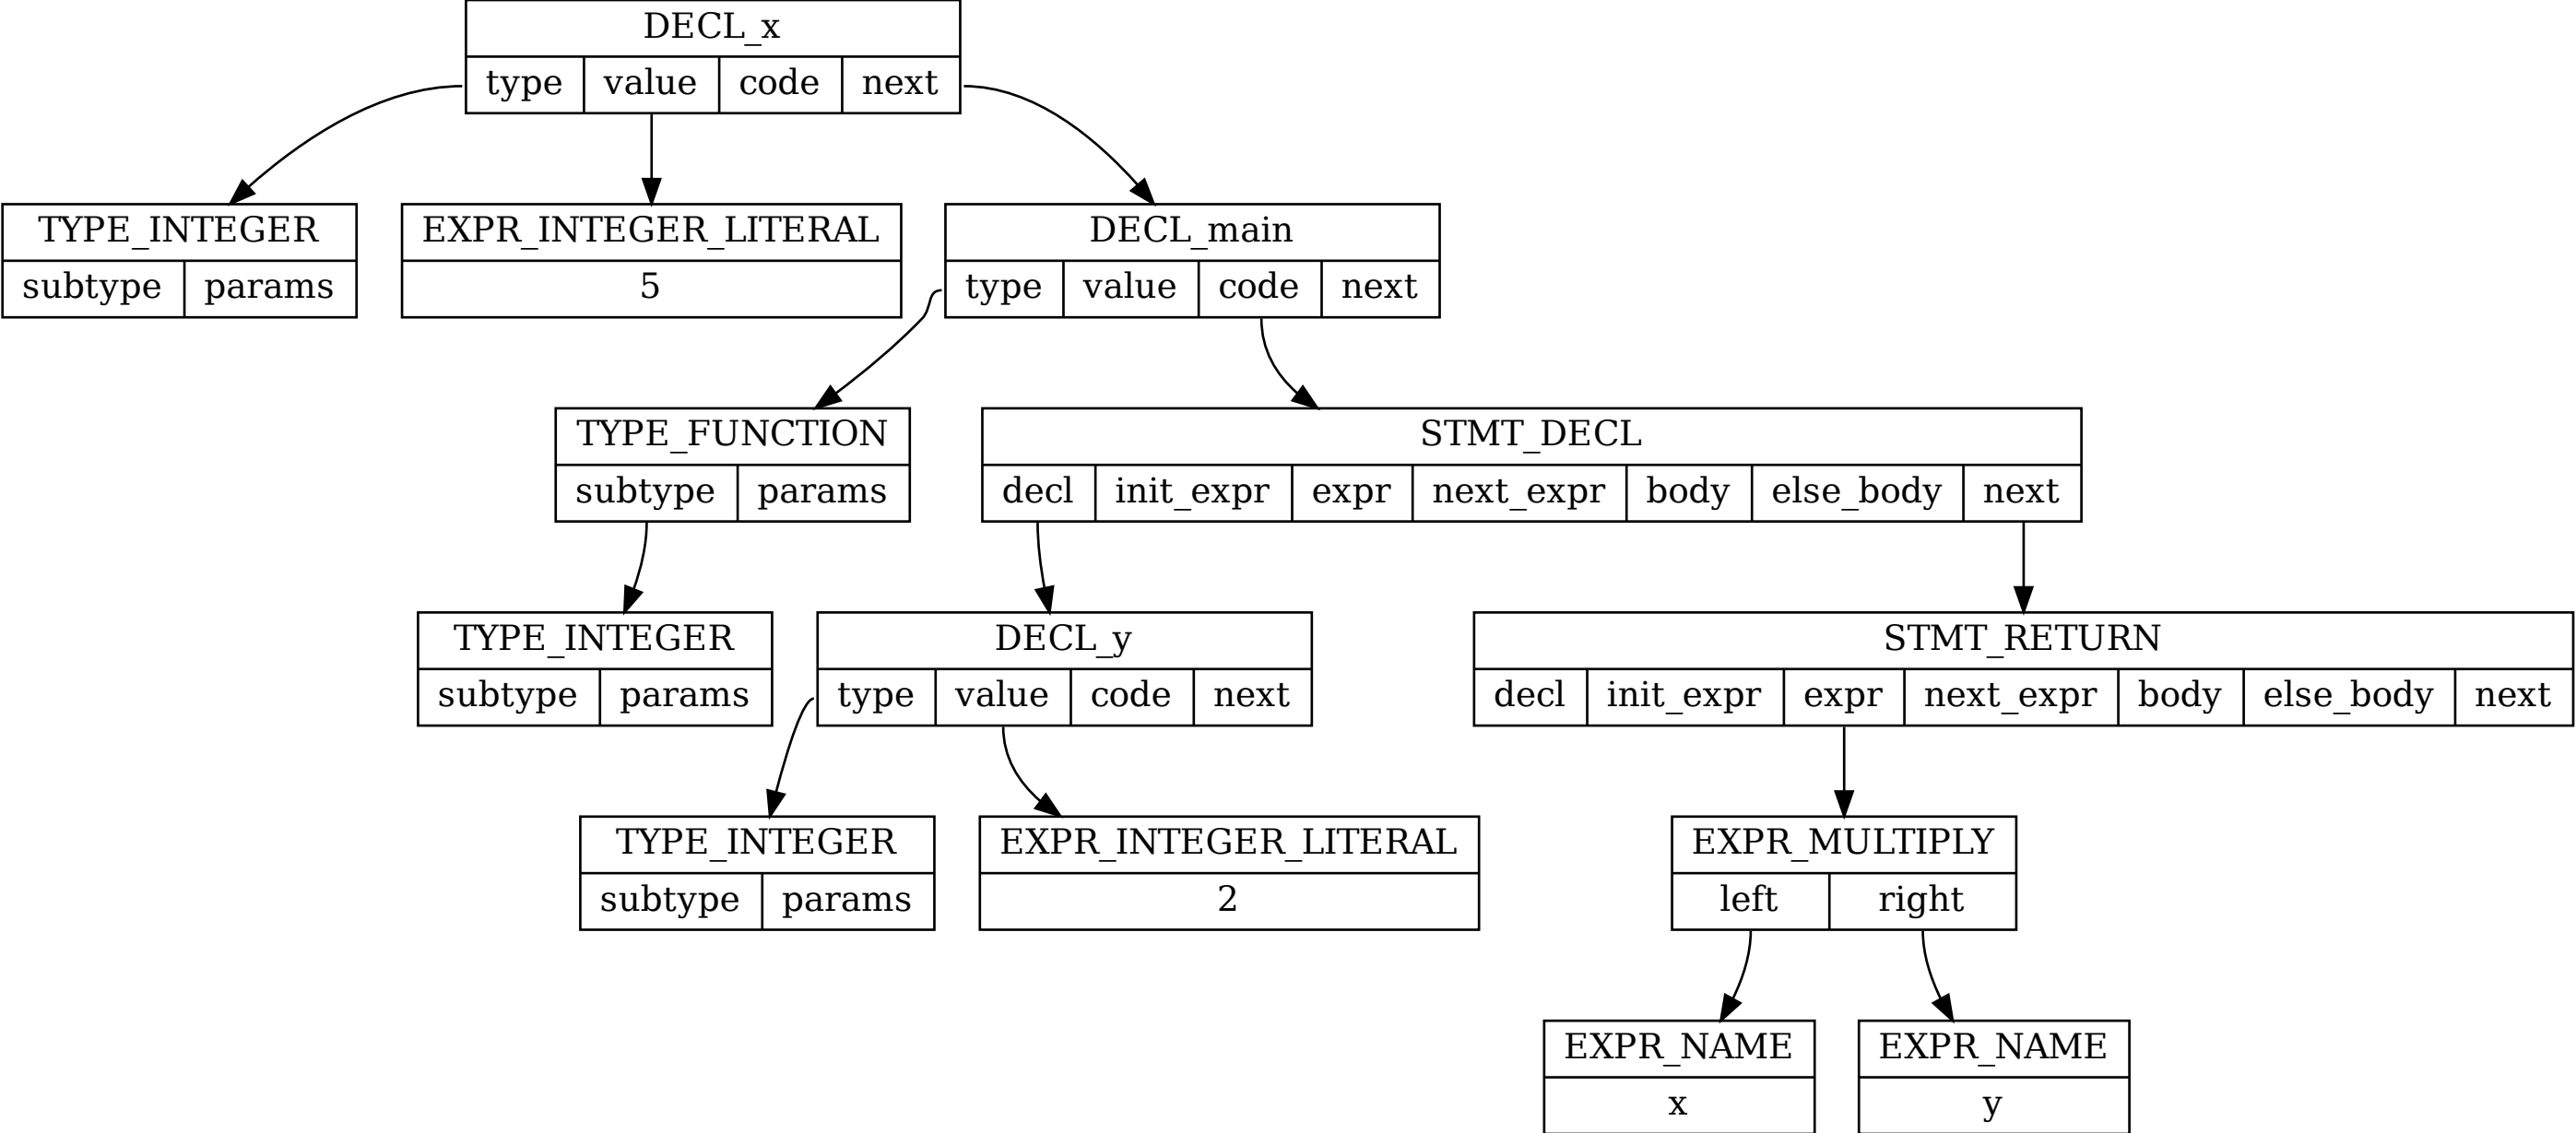 DECL_x
type value code next
TYPE_INTEGER EXPR_INTEGER_LITERAL DECL_main
subtype params 5 type value code next
TYPE_FUNCTION STMT_DECL
subtype params decl init_expr expr next_expr body else_body next
TYPE_INTEGER DECL_y STMT_RETURN
subtype params type value code next decl init_expr expr next_expr body else_body next
TYPE_INTEGER EXPR_INTEGER_LITERAL EXPR_MULTIPLY
subtype params 2 left right
EXPR_NAME EXPR_NAME
x y